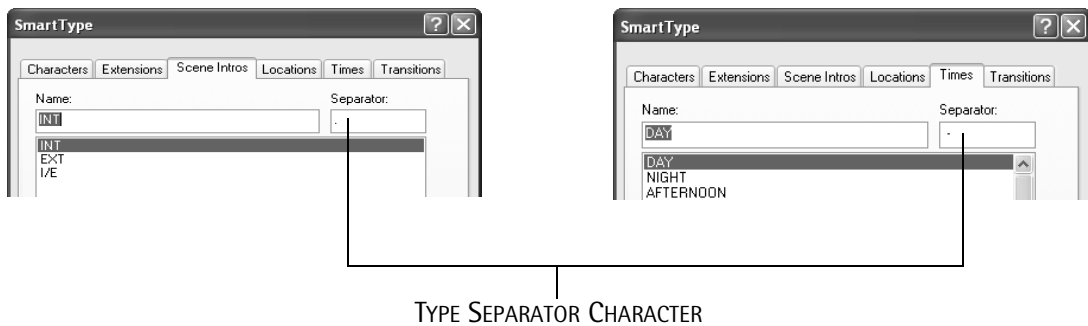 SmartType
Characters Extensions Scene Intros Locations Times Transitions
Name: Separator:
INT .
INT
EXT
I/E
SmartType
Characters Extensions Scene Intros Locations Times Transitions
Name: Separator:
DAY -
DAY
NIGHT
AFTERNOON
TYPE SEPARATOR CHARACTER